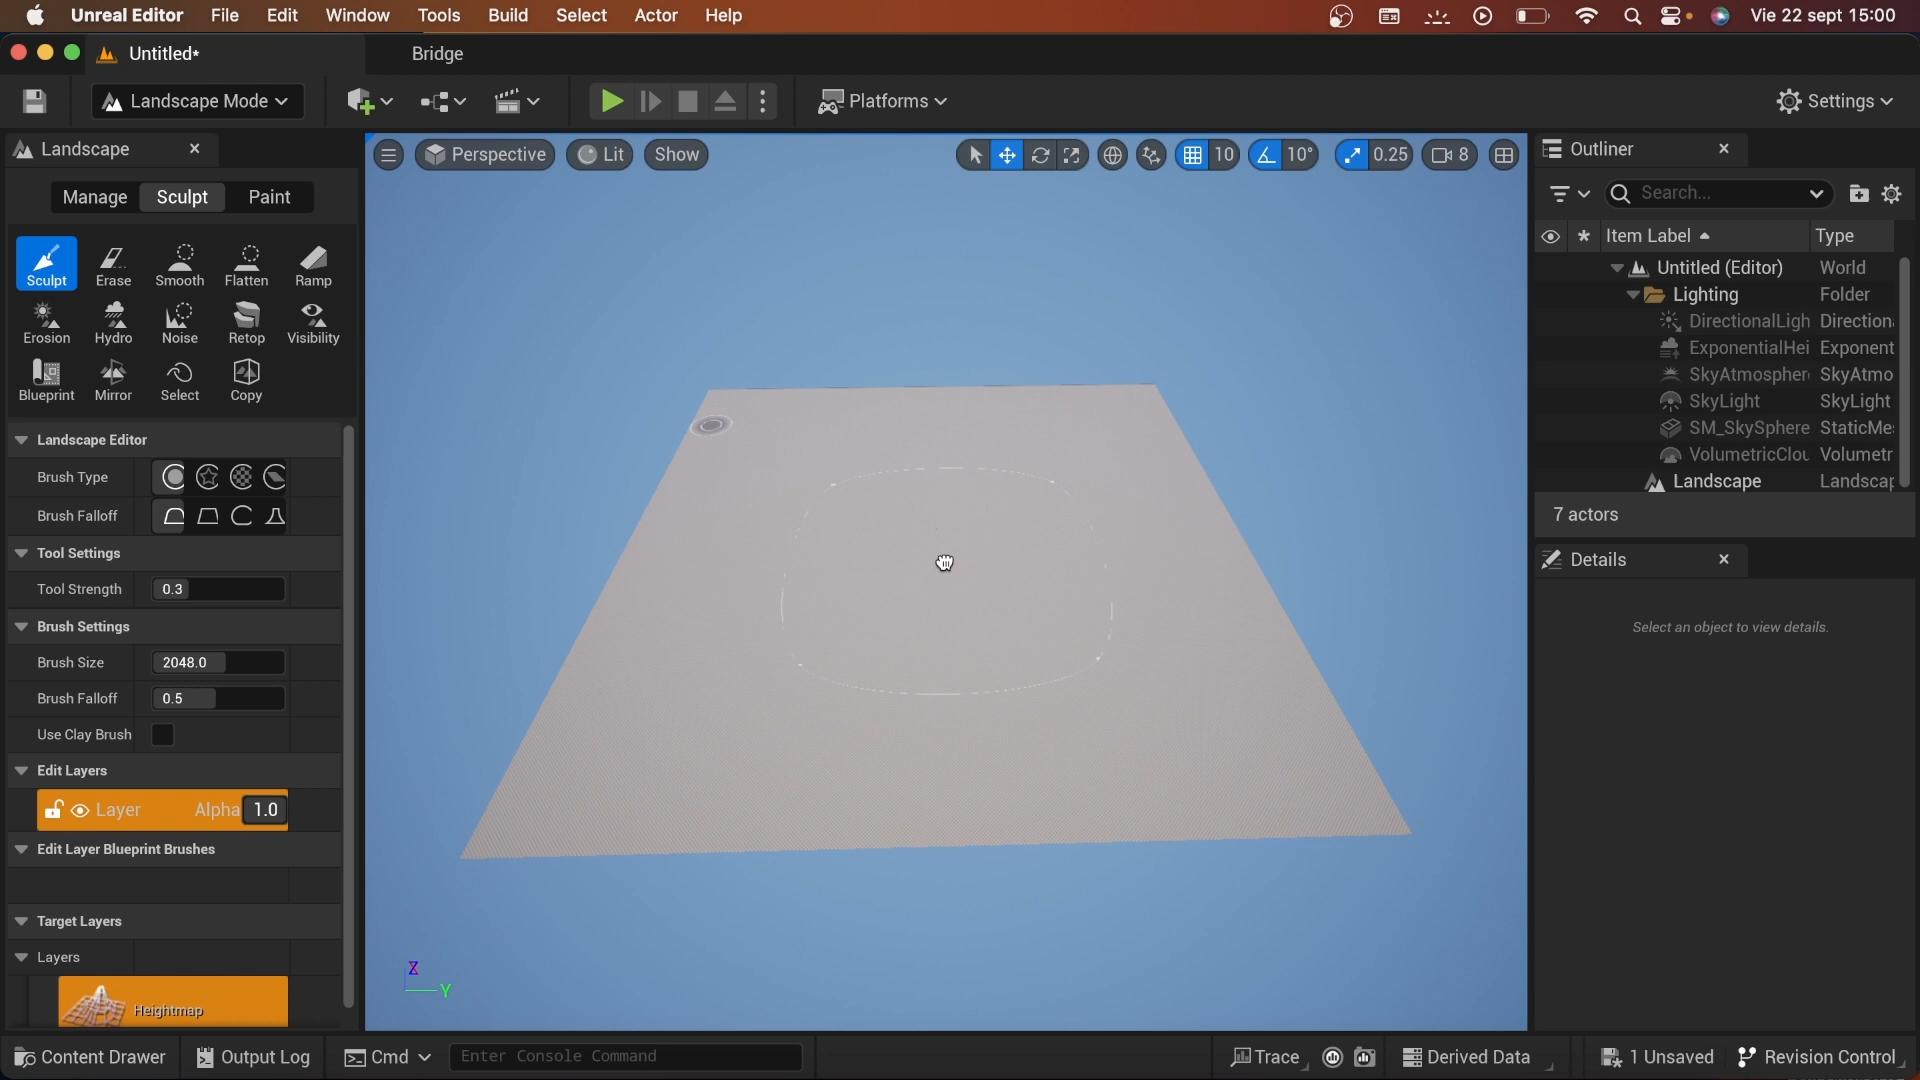 Unreal Editor File Edit Window Tools Build Select Actor Help Vie 22 sept 15:00
Untitled* Bridge
Landscape Mode Platforms Settings
Landscape
Manage Sculpt Paint
Sculpt Erase Smooth Flatten Ramp
Erosion Hydro Noise Retop Visibility
Blueprint Mirror Select Copy
Landscape Editor
Brush Type
Brush Falloff
Tool Settings
Tool Strength 0.3
Brush Settings
Brush Size 2048.0
Brush Falloff 0.5
Use Clay Brush
Edit Layers
Layer Alpha 1.0
Edit Layer Blueprint Brushes
Target Layers
Layers
Heightmap
Perspective Lit Show 10 10° 0.25 8
Z
Y
Outliner
Search...
Item Label Type
Untitled (Editor) World
Lighting Folder
DirectionalLigh Direction
ExponentialHei Exponent
SkyAtmospher SkyAtmo
SkyLight SkyLight
SM_SkySphere StaticMe
VolumetricClou Volumetr
Landscape Landscap
7 actors
Details
Select an object to view details.
Content Drawer Output Log Cmd Enter Console Command Trace Derived Data 1 Unsaved Revision Control